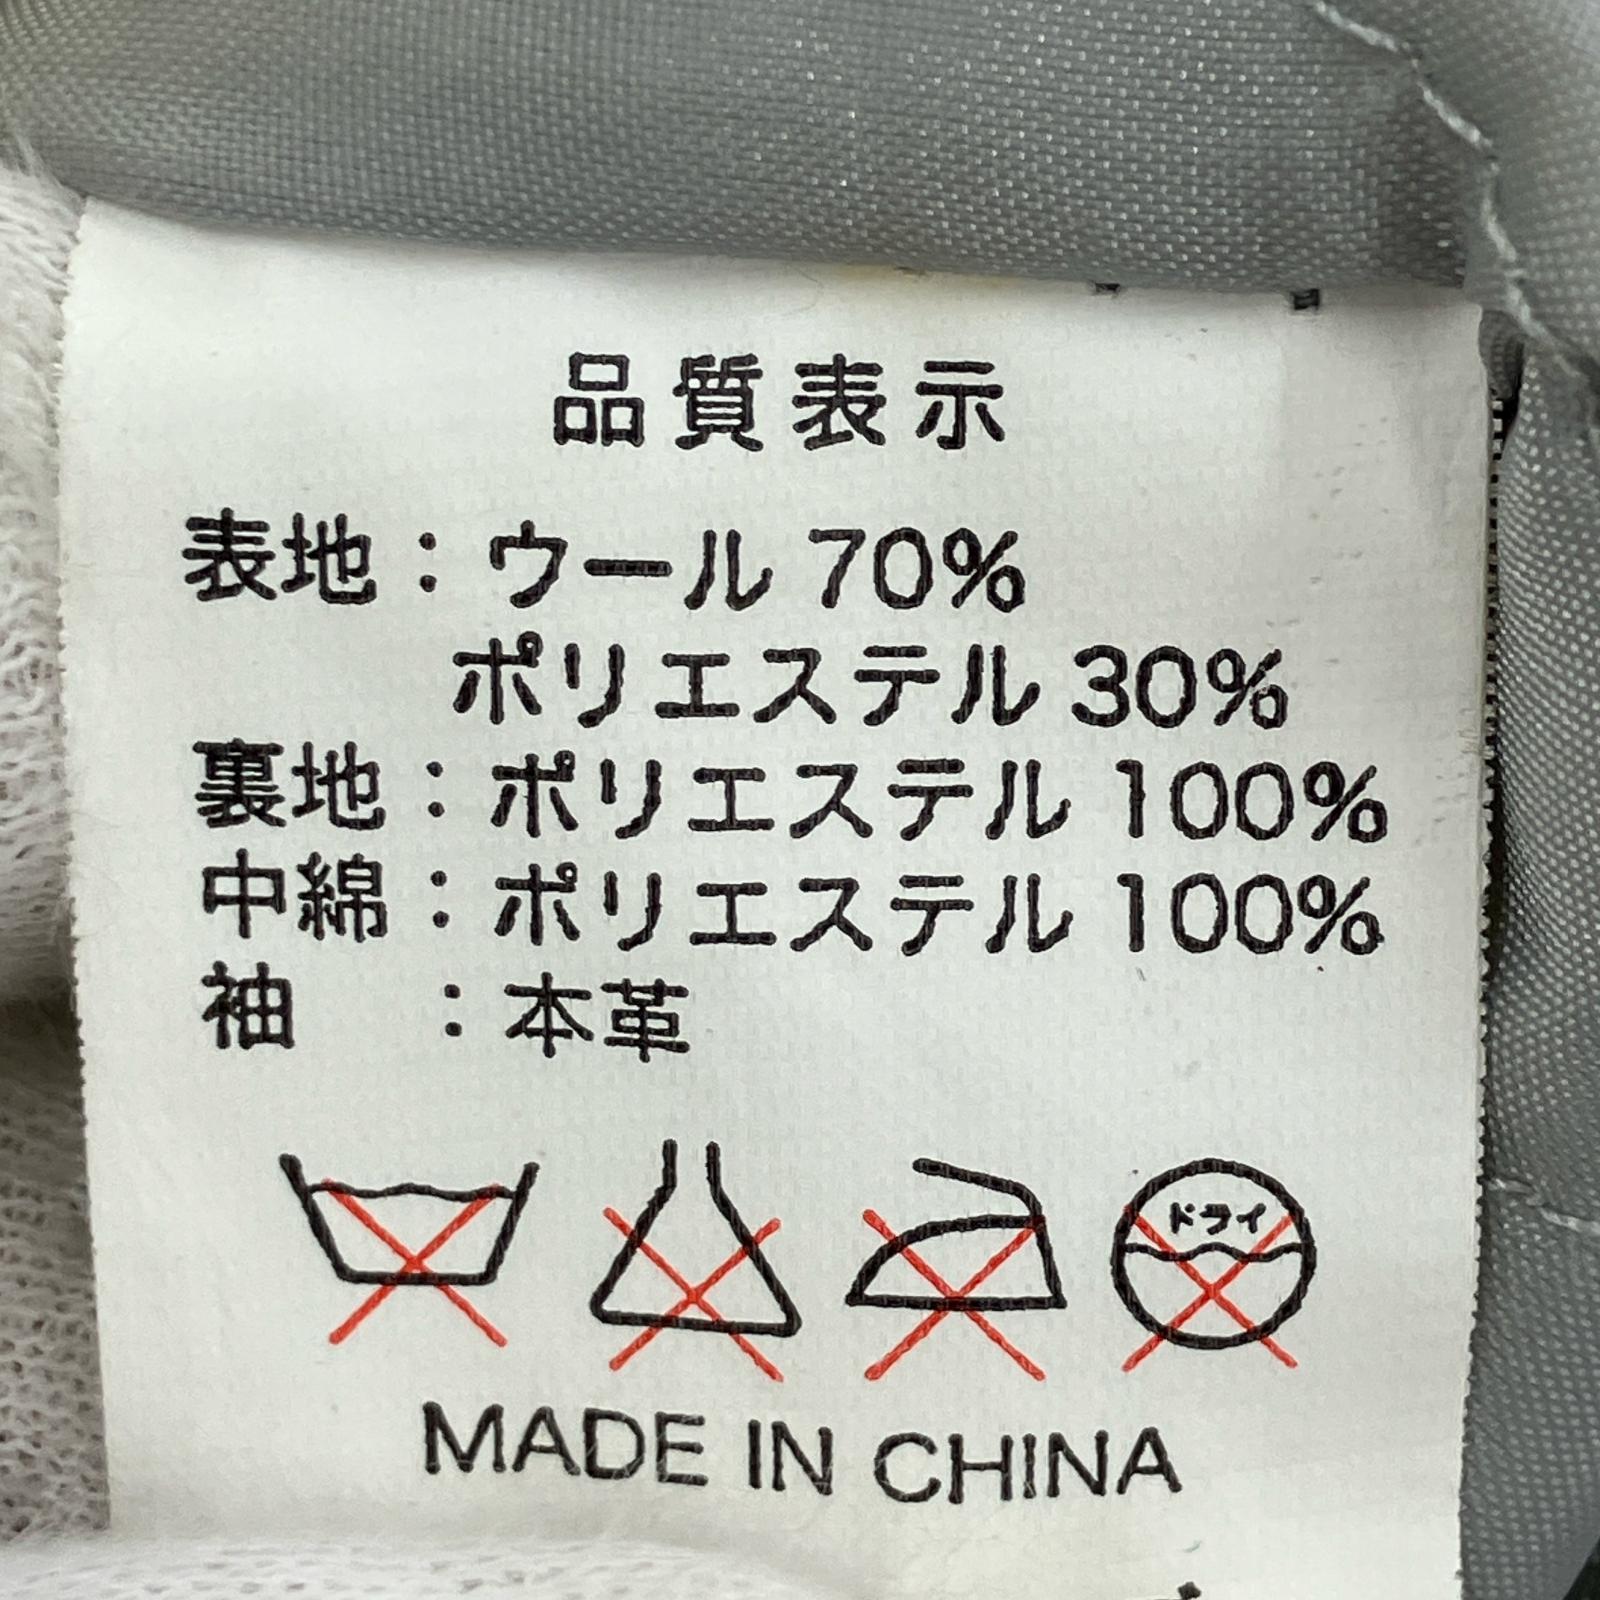 品質表示
表地：ウール 70%
ポリエステル 30%
裏地：ポリエステル 100%
中綿：ポリエステル 100%
袖　：本革
ドライ
MADE IN CHINA